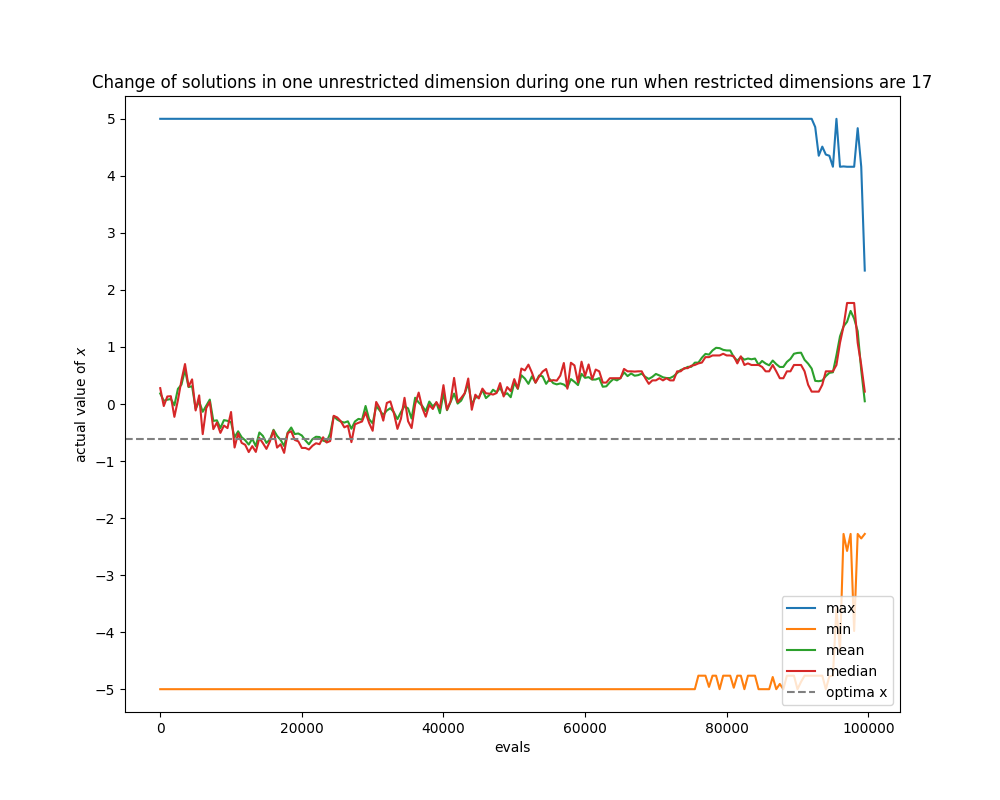 Change of solutions in one unrestricted dimension during one run when restricted dimensions are 17
actual value of x
5
4
3
2
1
0
−1
−2
−3
−4
−5
0 20000 40000 60000 80000 100000
evals
max
min
mean
median
optima x